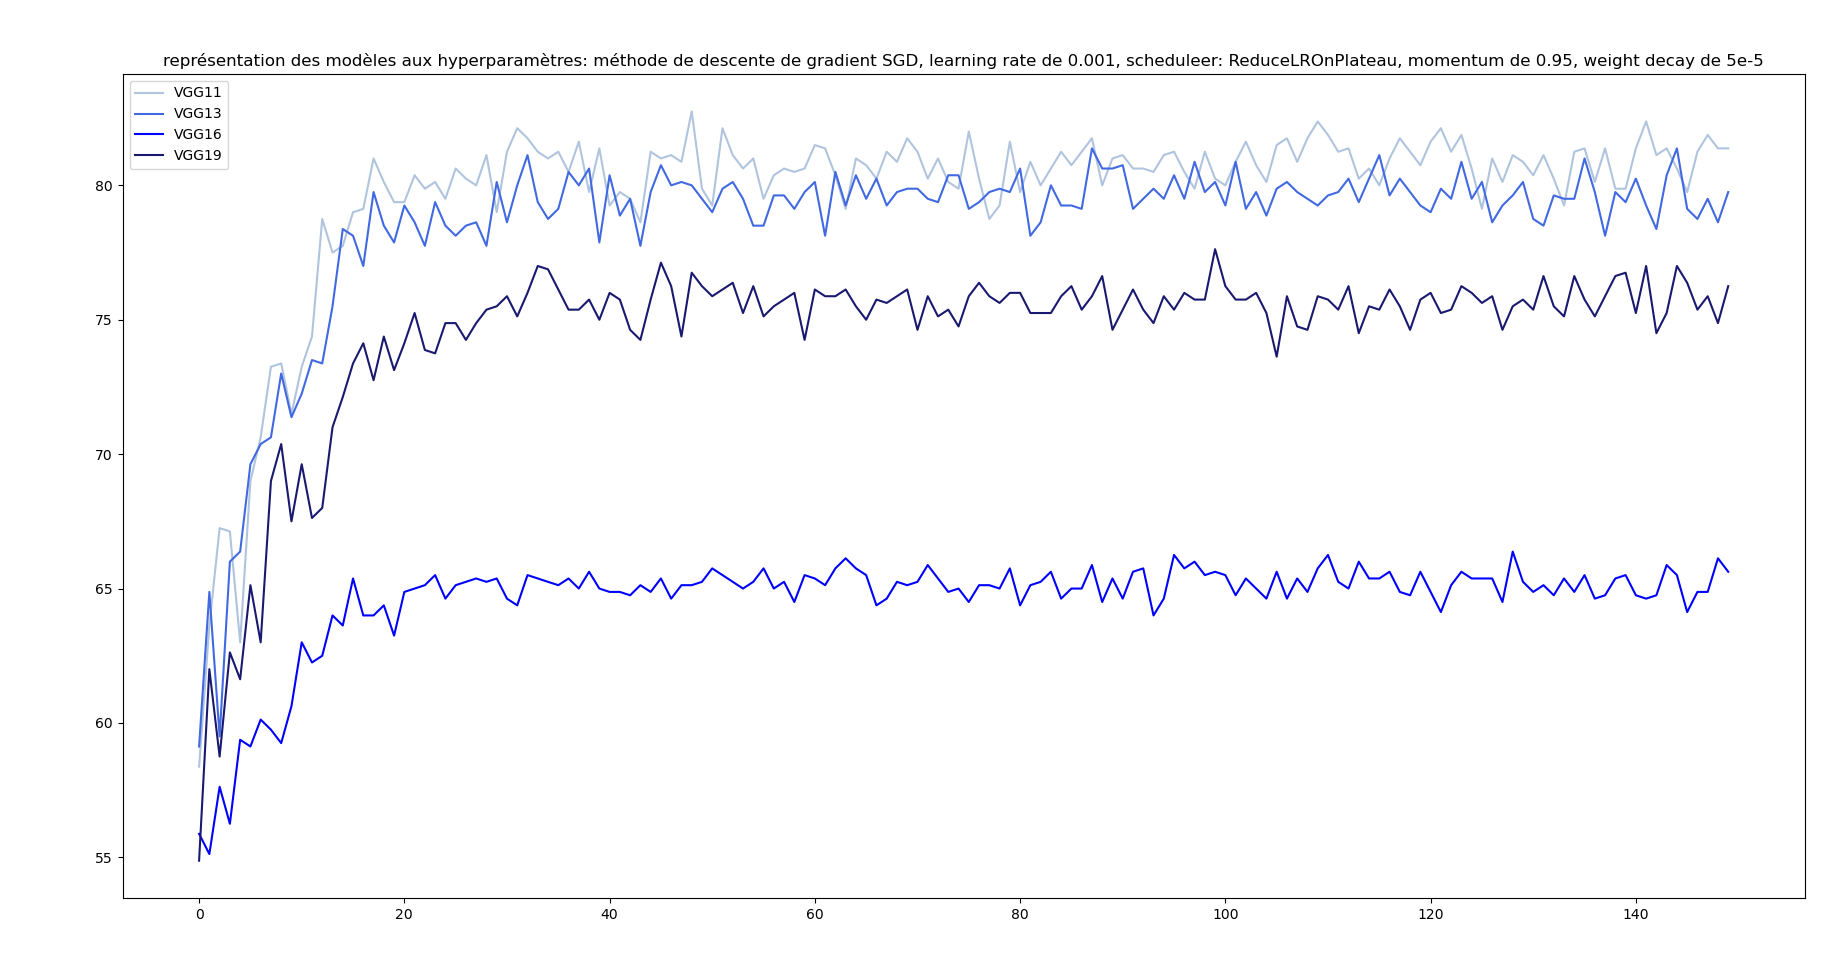 représentation des modèles aux hyperparamètres: méthode de descente de gradient SGD, learning rate de 0.001, scheduleer: ReduceLROnPlateau, momentum de 0.95, weight decay de 5e-5
VGG11
VGG13
VGG16
VGG19
80
75
70
65
60
55
0 20 40 60 80 100 120 140